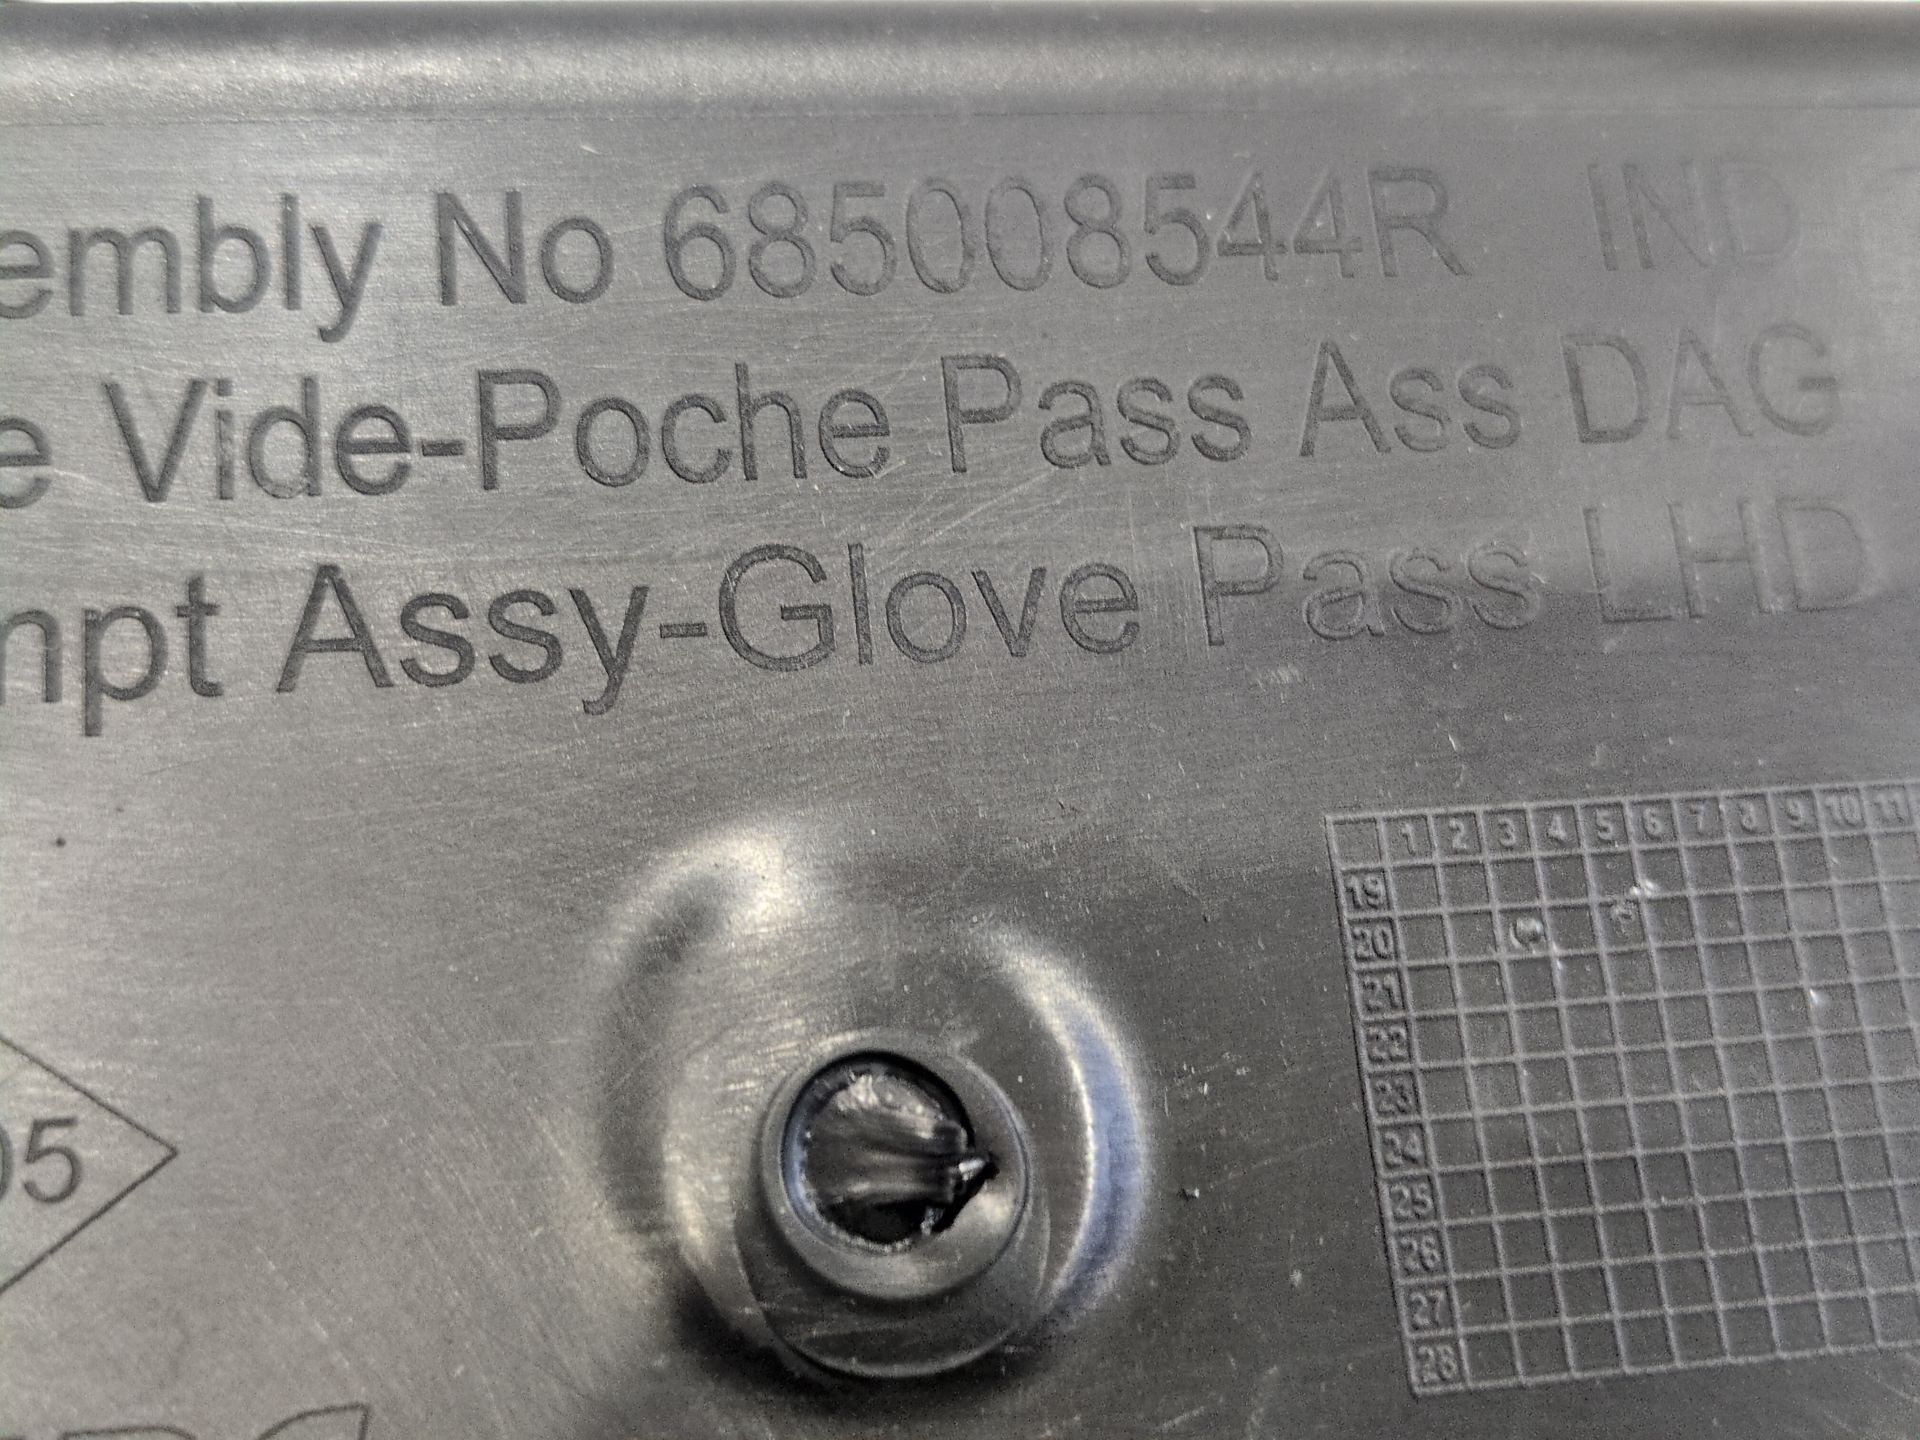 embly No 685008544R IND
e Vide-Poche Pass Ass DAG
mpt Assy-Glove Pass LHD
1 2 3 4 5 6 7 8 9 10 11
19
20
21
22
23
24
05
25
26
27
28